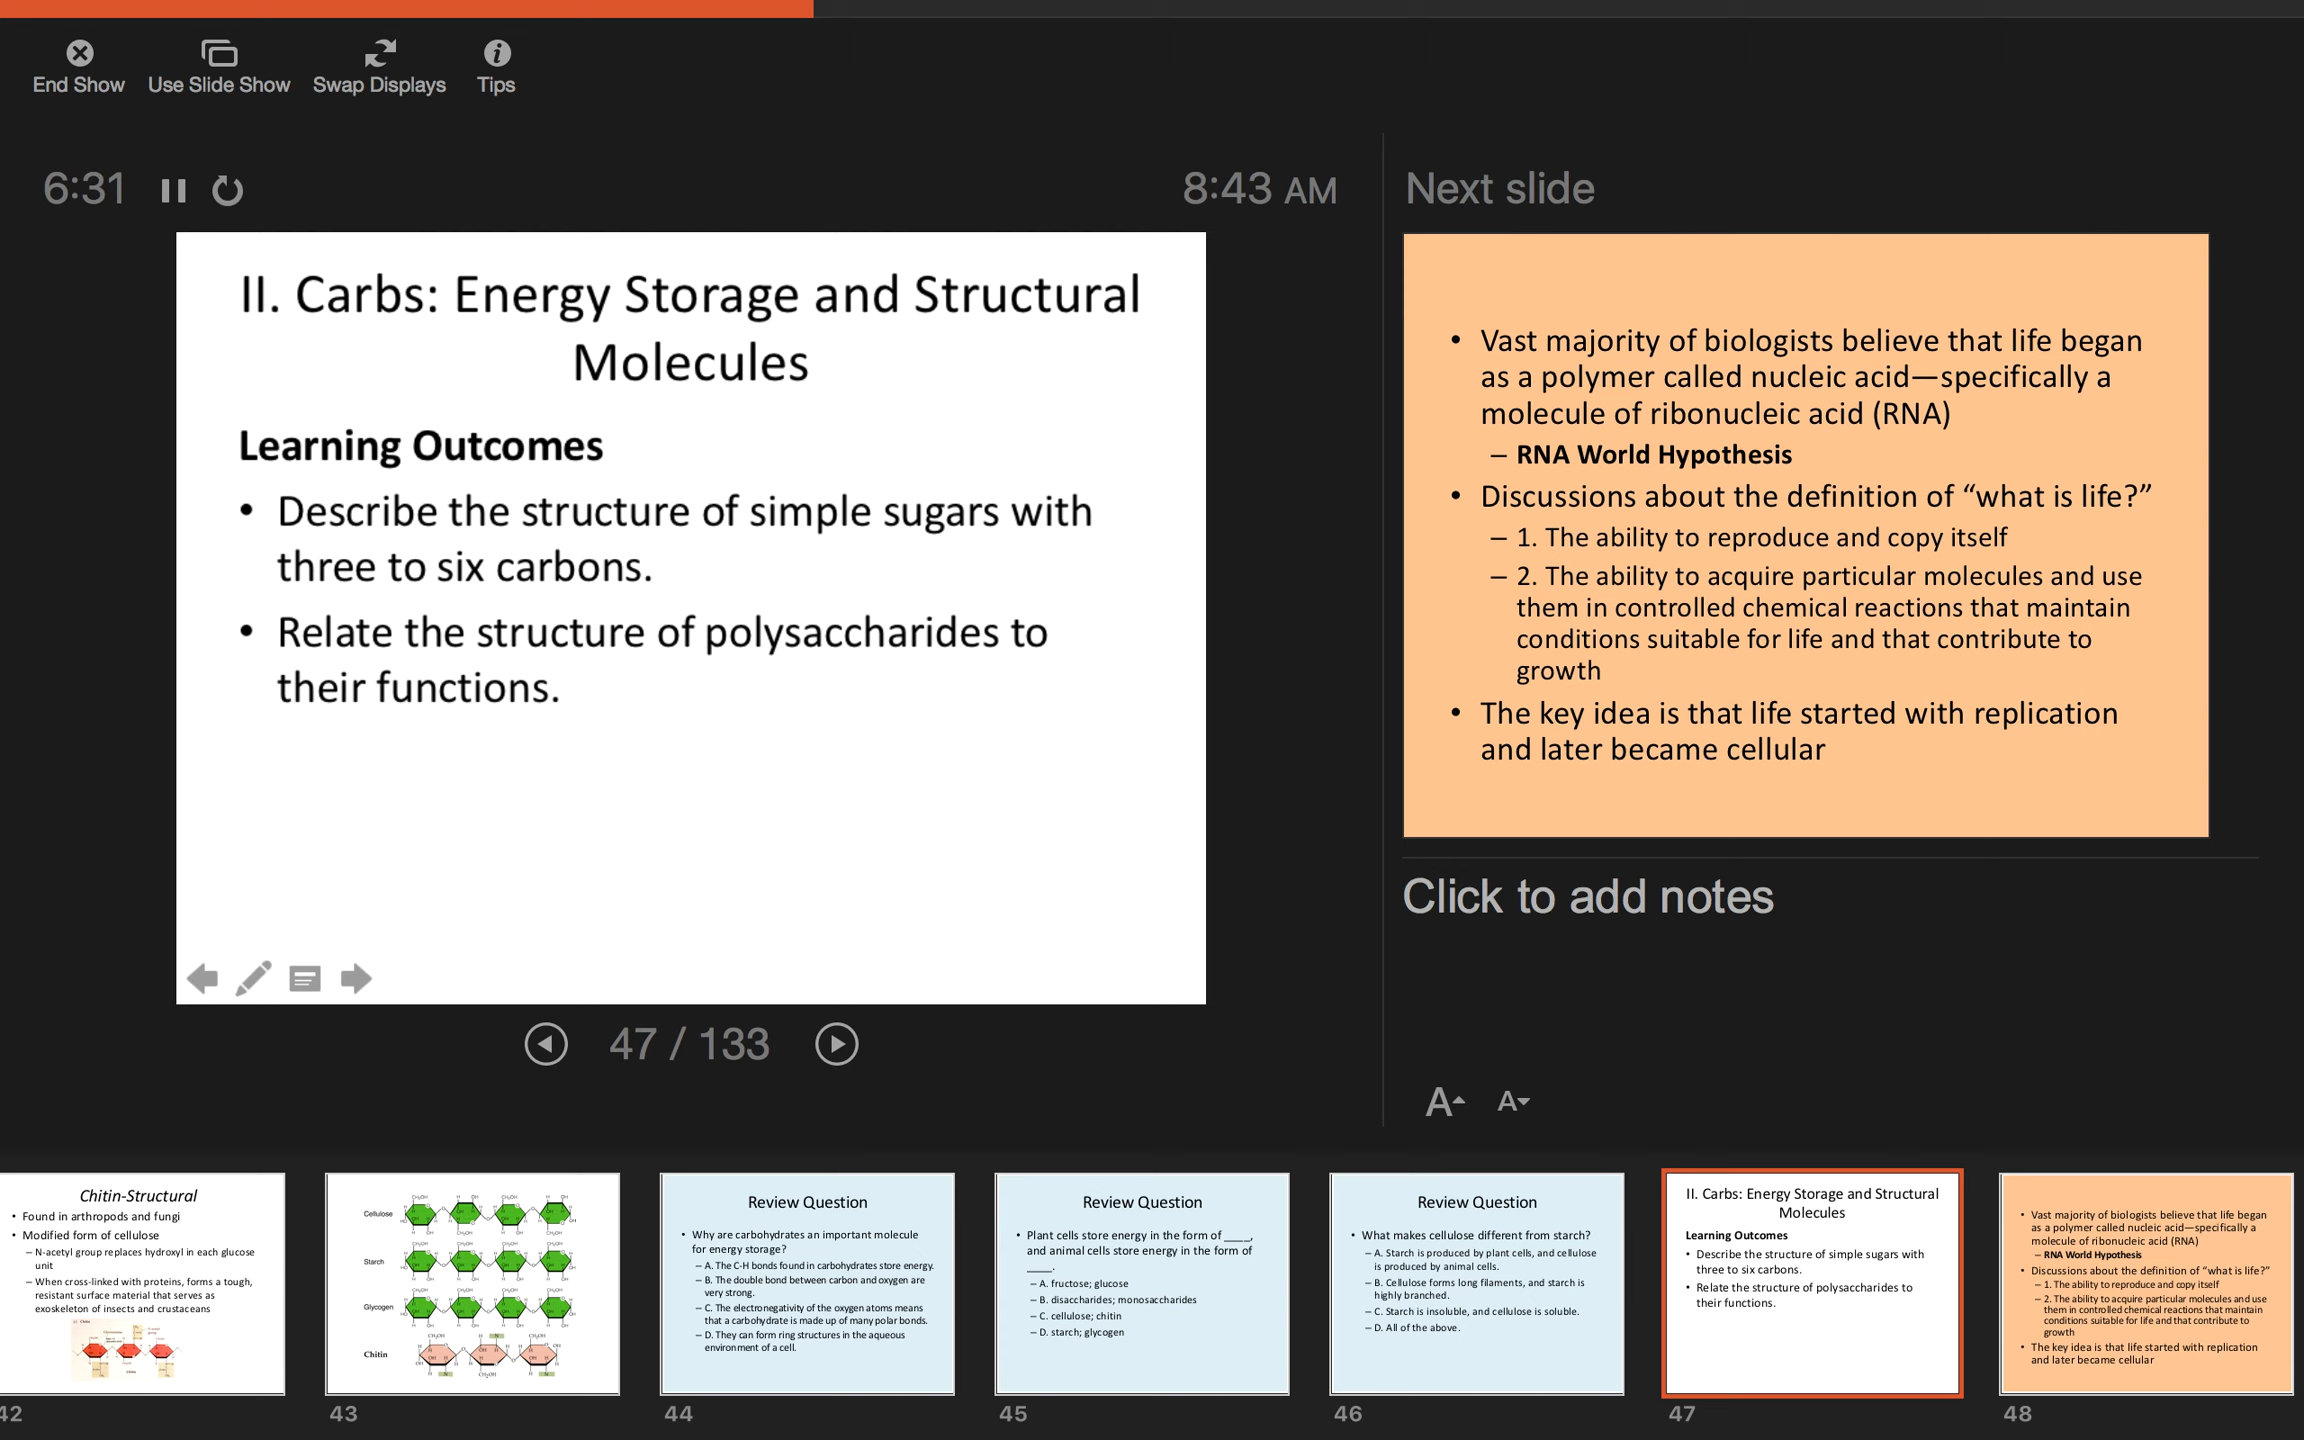 End Show
Use Slide Show
Swap Displays
Tips
6:31
8:43 AM
Next slide
II. Carbs: Energy Storage and Structural
Molecules
Learning Outcomes
• Describe the structure of simple sugars with
three to six carbons.
• Relate the structure of polysaccharides to
their functions.
47 / 133
• Vast majority of biologists believe that life began
as a polymer called nucleic acid—specifically a
molecule of ribonucleic acid (RNA)
– RNA World Hypothesis
• Discussions about the definition of “what is life?”
– 1. The ability to reproduce and copy itself
– 2. The ability to acquire particular molecules and use
them in controlled chemical reactions that maintain
conditions suitable for life and that contribute to
growth
• The key idea is that life started with replication
and later became cellular
Click to add notes
A A
Chitin-Structural
• Found in arthropods and fungi
• Modified form of cellulose
– N-acetyl group replaces hydroxyl in each glucose
unit
– When cross-linked with proteins, forms a tough,
resistant surface material that serves as
exoskeleton of insects and crustaceans
42
Cellulose
Starch
Glycogen
Chitin
43
Review Question
• Why are carbohydrates an important molecule
for energy storage?
– A. The C-H bonds found in carbohydrates store energy.
– B. The double bond between carbon and oxygen are
very strong.
– C. The electronegativity of the oxygen atoms means
that a carbohydrate is made up of many polar bonds.
– D. They can form ring structures in the aqueous
environment of a cell.
44
Review Question
• Plant cells store energy in the form of ____,
and animal cells store energy in the form of
____.
– A. fructose; glucose
– B. disaccharides; monosaccharides
– C. cellulose; chitin
– D. starch; glycogen
45
Review Question
• What makes cellulose different from starch?
– A. Starch is produced by plant cells, and cellulose
is produced by animal cells.
– B. Cellulose forms long filaments, and starch is
highly branched.
– C. Starch is insoluble, and cellulose is soluble.
– D. All of the above.
46
II. Carbs: Energy Storage and Structural
Molecules
Learning Outcomes
• Describe the structure of simple sugars with
three to six carbons.
• Relate the structure of polysaccharides to
their functions.
47
• Vast majority of biologists believe that life began
as a polymer called nucleic acid—specifically a
molecule of ribonucleic acid (RNA)
– RNA World Hypothesis
• Discussions about the definition of “what is life?”
– 1. The ability to reproduce and copy itself
– 2. The ability to acquire particular molecules and use
them in controlled chemical reactions that maintain
conditions suitable for life and that contribute to
growth
• The key idea is that life started with replication
and later became cellular
48